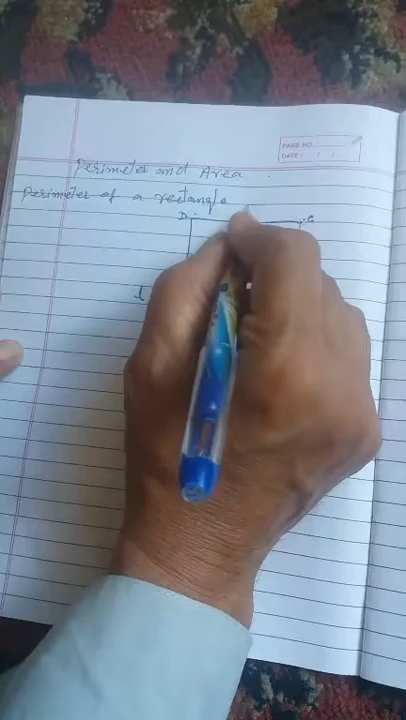 PAGE NO.
DATE: / /
Perimeter and Area
Perimeter of a rectangle
D C
l